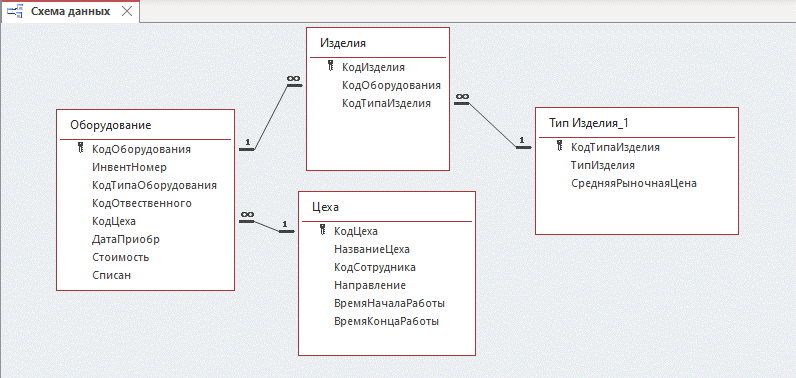 Схема данных
Изделия
КодИзделия
КодОборудования
КодТипаИзделия
∞
1
∞
1
Оборудование
КодОборудования
ИнвентНомер
КодТипаОборудования
КодОтвественного
КодЦеха
ДатаПриобр
Стоимость
Списан
∞
1
Тип Изделия_1
КодТипаИзделия
ТипИзделия
СредняяРыночнаяЦена
Цеха
КодЦеха
НазваниеЦеха
КодСотрудника
Направление
ВремяНачалаРаботы
ВремяКонцаРаботы